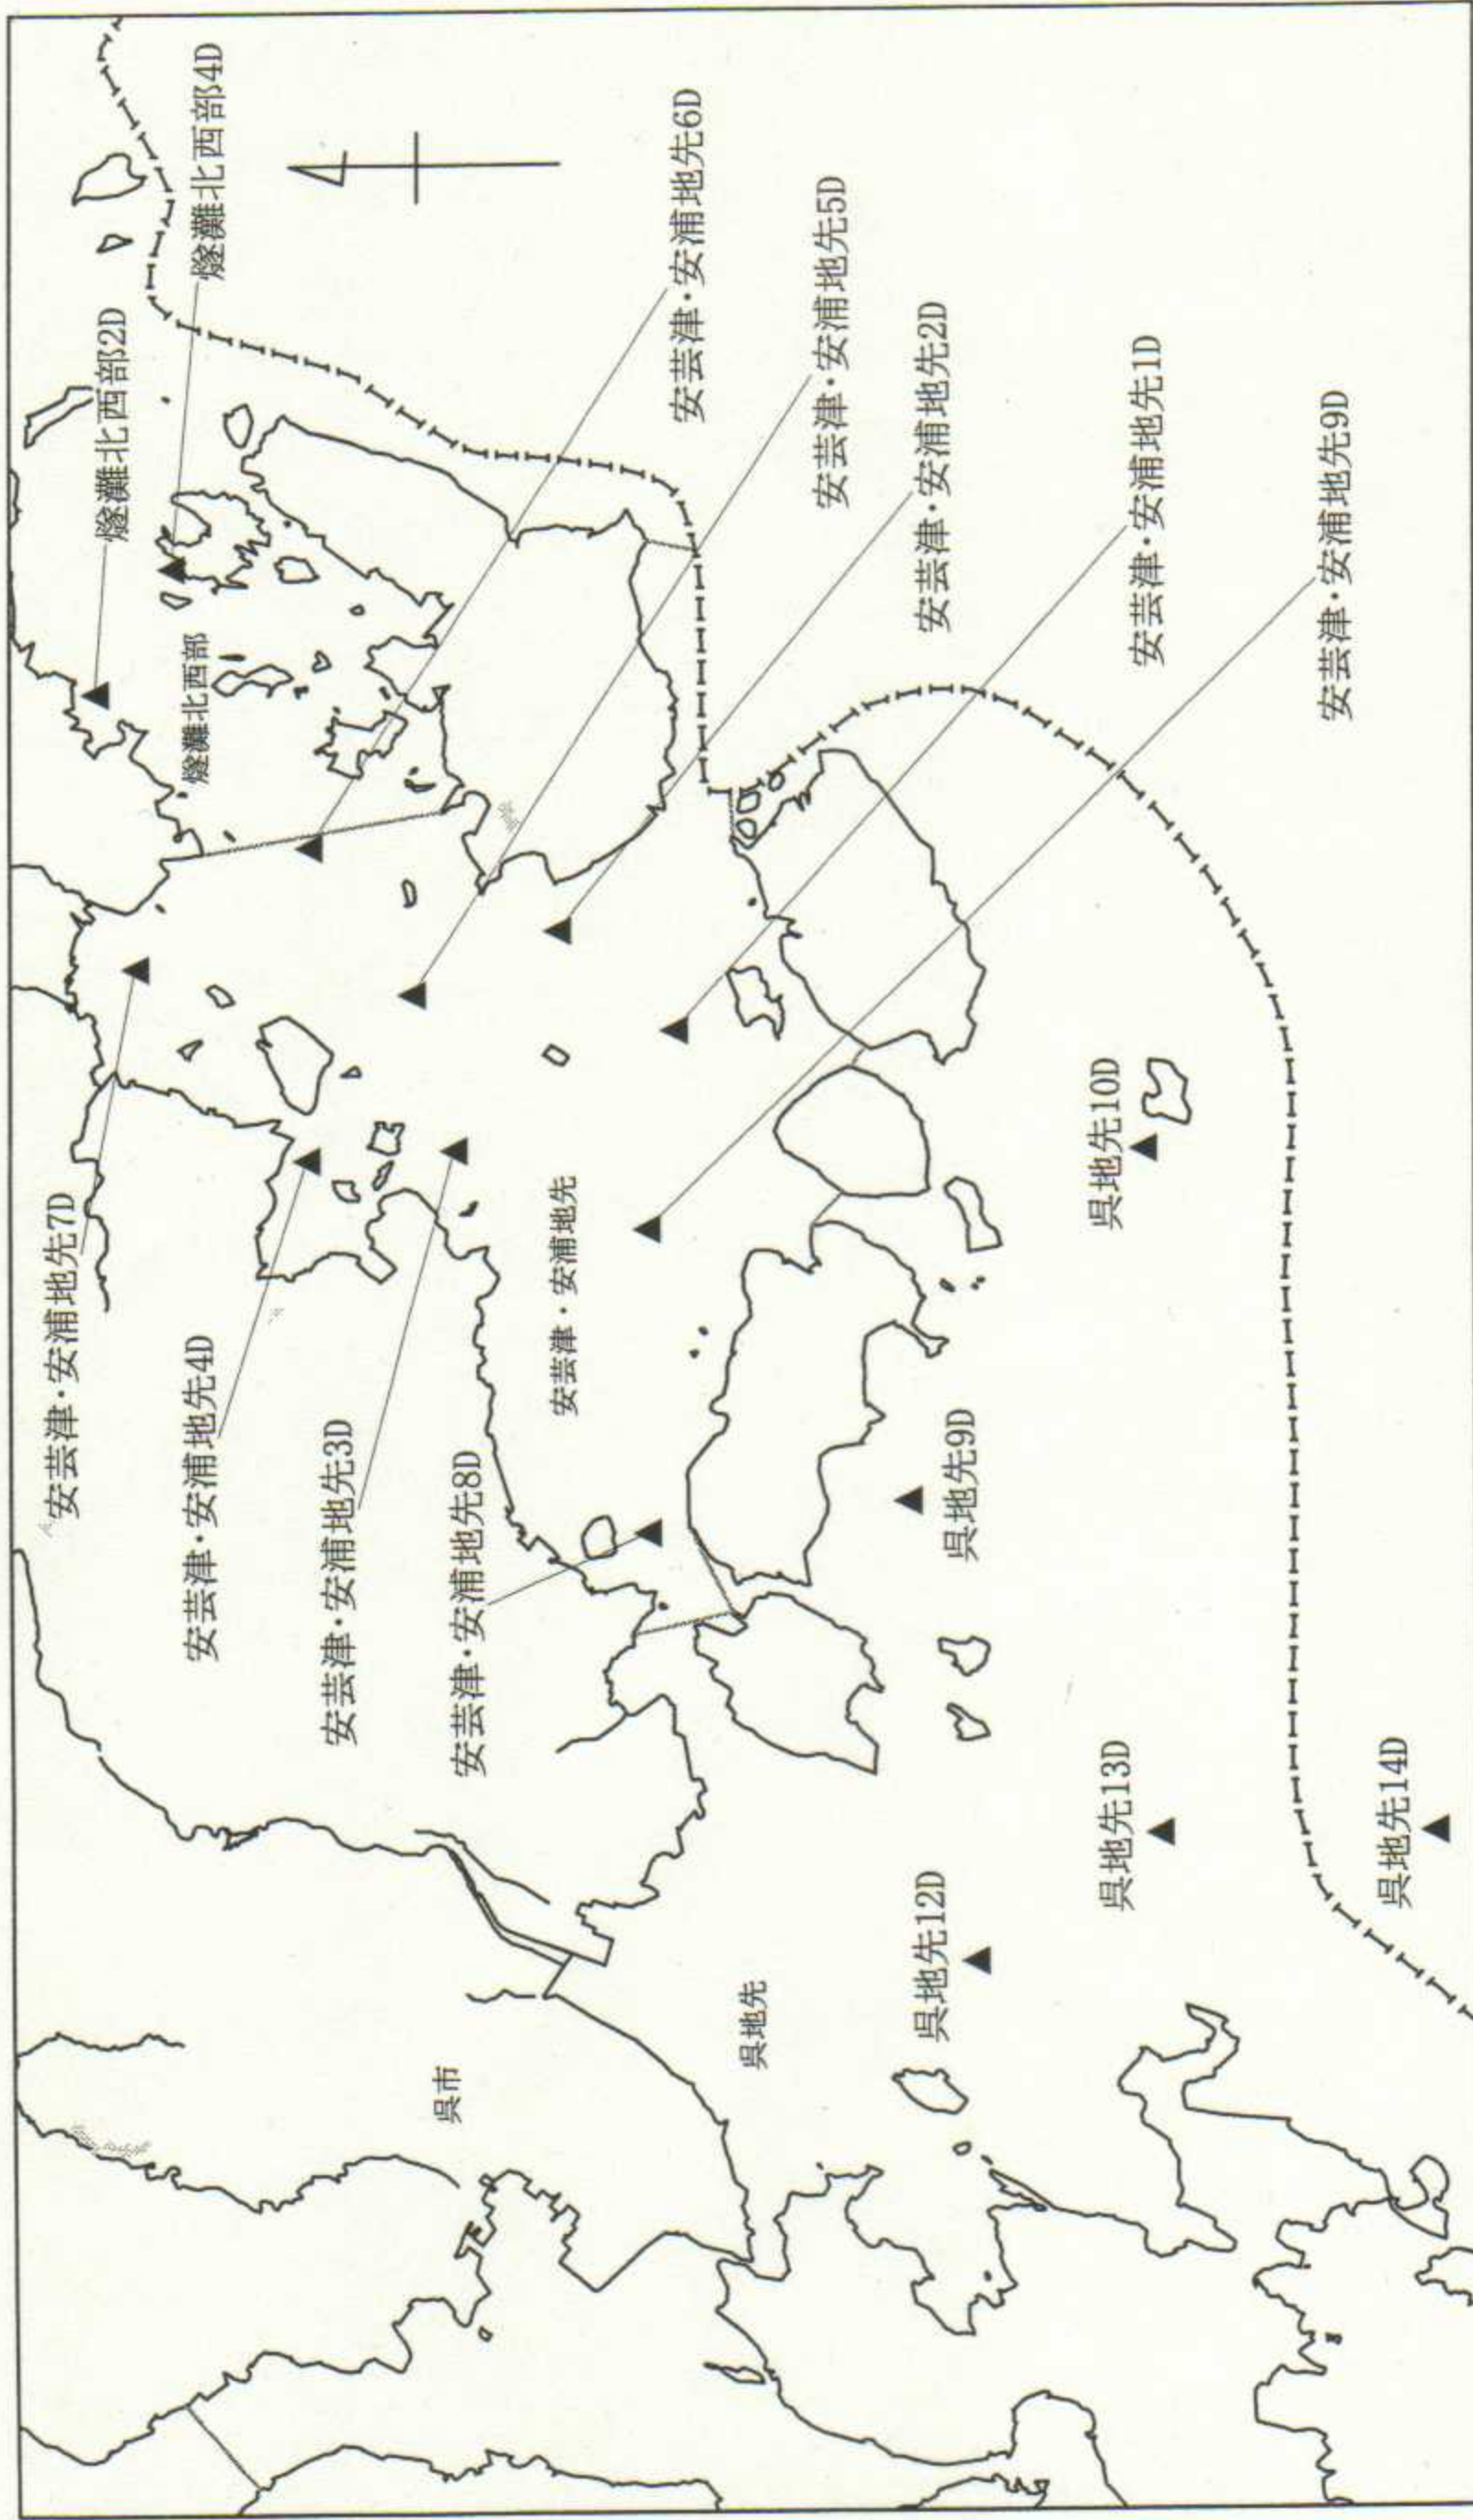 安芸津・安浦地先7D
燧灘北西部2D
燧灘北西部4D
燧灘北西部
安芸津・安浦地先4D
安芸津・安浦地先3D
安芸津・安浦地先8D
安芸津・安浦地先
安芸津・安浦地先6D
安芸津・安浦地先5D
安芸津・安浦地先2D
安芸津・安浦地先1D
安芸津・安浦地先9D
呉市
呉地先
呉地先9D
呉地先10D
呉地先12D
呉地先13D
呉地先14D